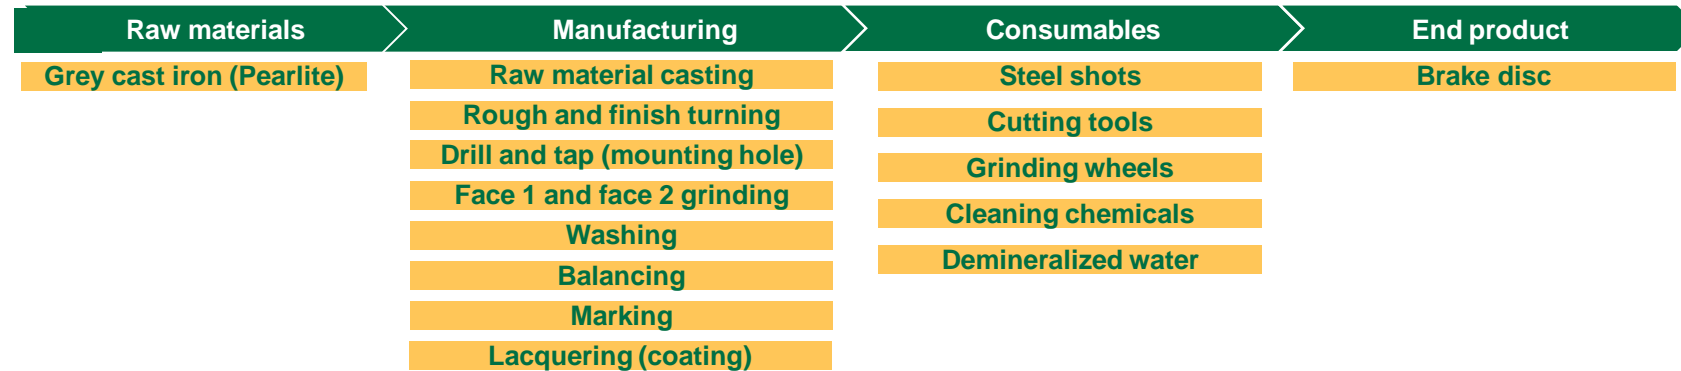 Raw materials
Manufacturing
Consumables
End product
Grey cast iron (Pearlite)
Raw material casting
Rough and finish turning
Drill and tap (mounting hole)
Face 1 and face 2 grinding
Washing
Balancing
Marking
Lacquering (coating)
Steel shots
Cutting tools
Grinding wheels
Cleaning chemicals
Demineralized water
Brake disc